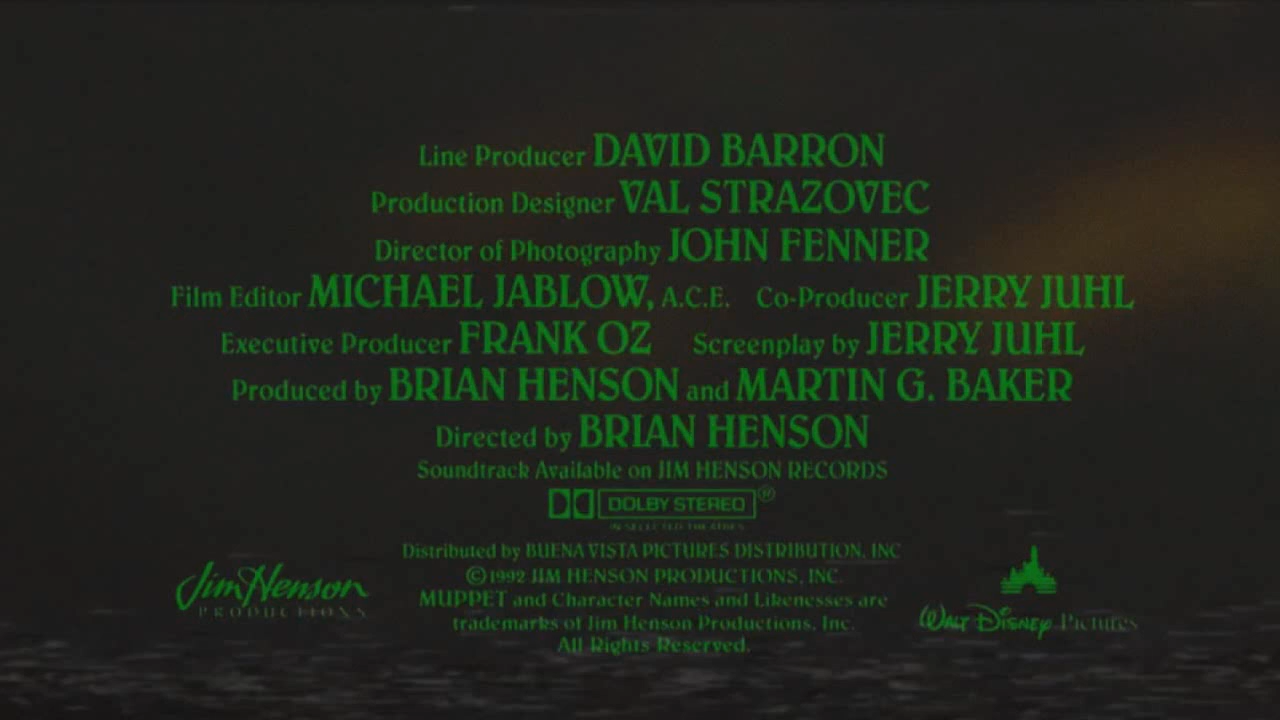 Line Producer DAVID BARRON
Production Designer VAL STRAZOVEC
Director of Photography JOHN FENNER
Film Editor MICHAEL JABLOW, A.C.E. Co-Producer JERRY JUHL
Executive Producer FRANK OZ Screenplay by JERRY JUHL
Produced by BRIAN HENSON and MARTIN G. BAKER
Directed by BRIAN HENSON
Soundtrack Available on JIM HENSON RECORDS
DOLBY STEREO ®
IN SELECTED THEATRES
Distributed by BUENA VISTA PICTURES DISTRIBUTION, INC
©1992 JIM HENSON PRODUCTIONS, INC.
MUPPET and Character Names and Likenesses are
trademarks of Jim Henson Productions, Inc.
All Rights Reserved.
Jim Henson
PRODUCTIONS
WALT DISNEY Pictures